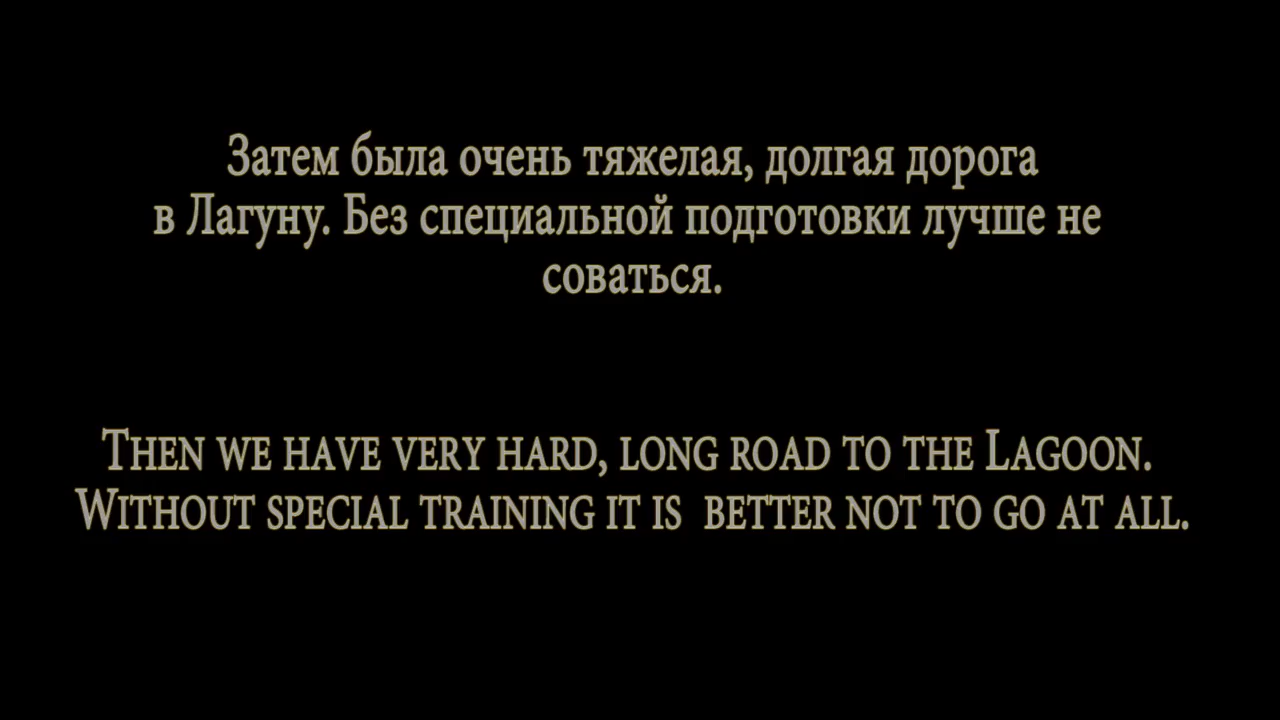 Затем была очень тяжелая, долгая дорога
в Лагуну. Без специальной подготовки лучше не
соваться.
THEN WE HAVE VERY HARD, LONG ROAD TO THE LAGOON.
WITHOUT SPECIAL TRAINING IT IS  BETTER NOT TO GO AT ALL.